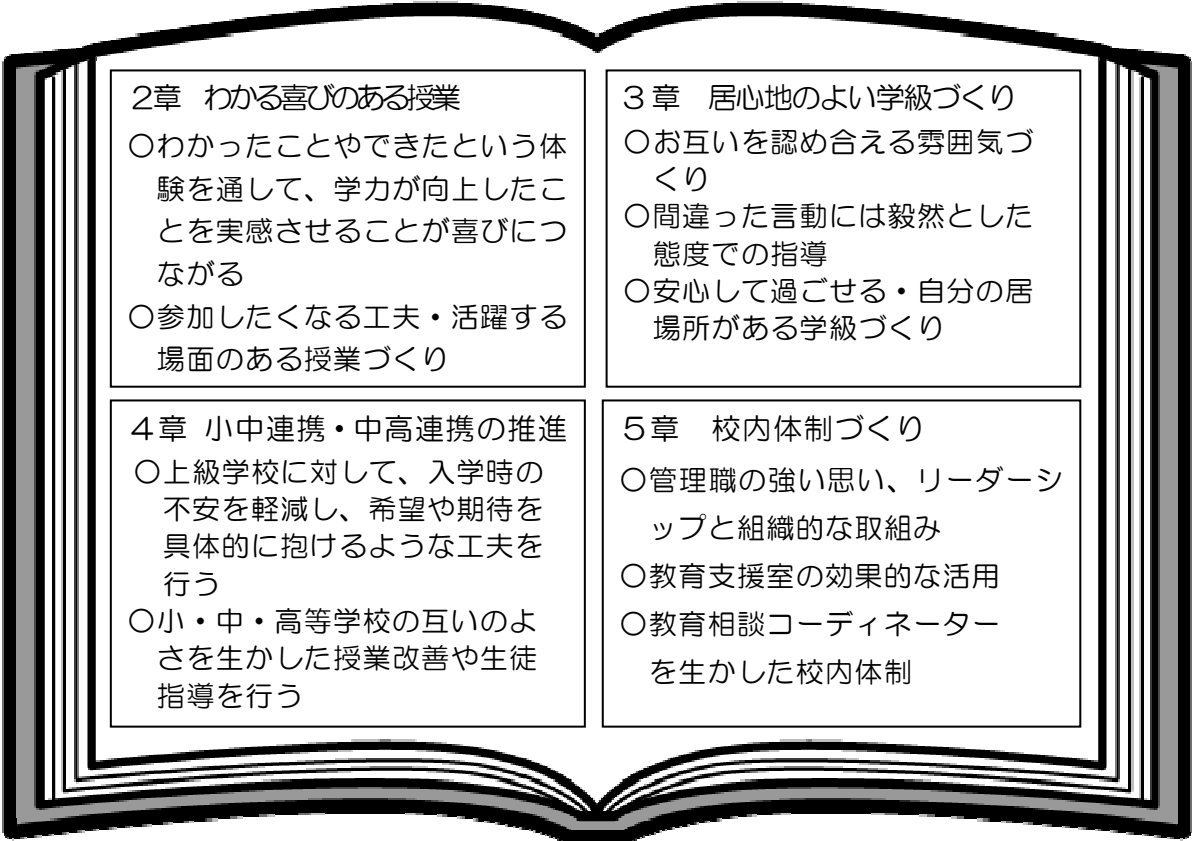 2章　わかる喜びのある授業
○わかったことやできたという体
験を通して、学力が向上したこ
とを実感させることが喜びにつ
ながる
○参加したくなる工夫・活躍する
場面のある授業づくり
3章　居心地のよい学級づくり
○お互いを認め合える雰囲気づ
くり
○間違った言動には毅然とした
態度での指導
○安心して過ごせる・自分の居
場所がある学級づくり
4章 小中連携・中高連携の推進
○上級学校に対して、入学時の
不安を軽減し、希望や期待を
具体的に抱けるような工夫を
行う
○小・中・高等学校の互いのよ
さを生かした授業改善や生徒
指導を行う
5章　校内体制づくり
○管理職の強い思い、リーダーシ
ップと組織的な取組み
○教育支援室の効果的な活用
○教育相談コーディネーター
を生かした校内体制